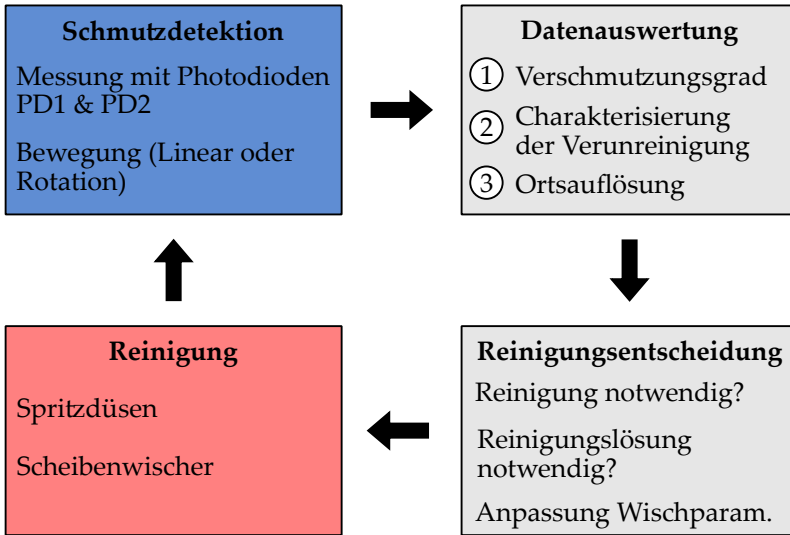 Schmutzdetektion
Messung mit Photodioden
PD1 & PD2
Bewegung (Linear oder
Rotation)
Datenauswertung
1 Verschmutzungsgrad
2 Charakterisierung
der Verunreinigung
3 Ortsauflösung
Reinigung
Spritzdüsen
Scheibenwischer
Reinigungsentscheidung
Reinigung notwendig?
Reinigungslösung
notwendig?
Anpassung Wischparam.